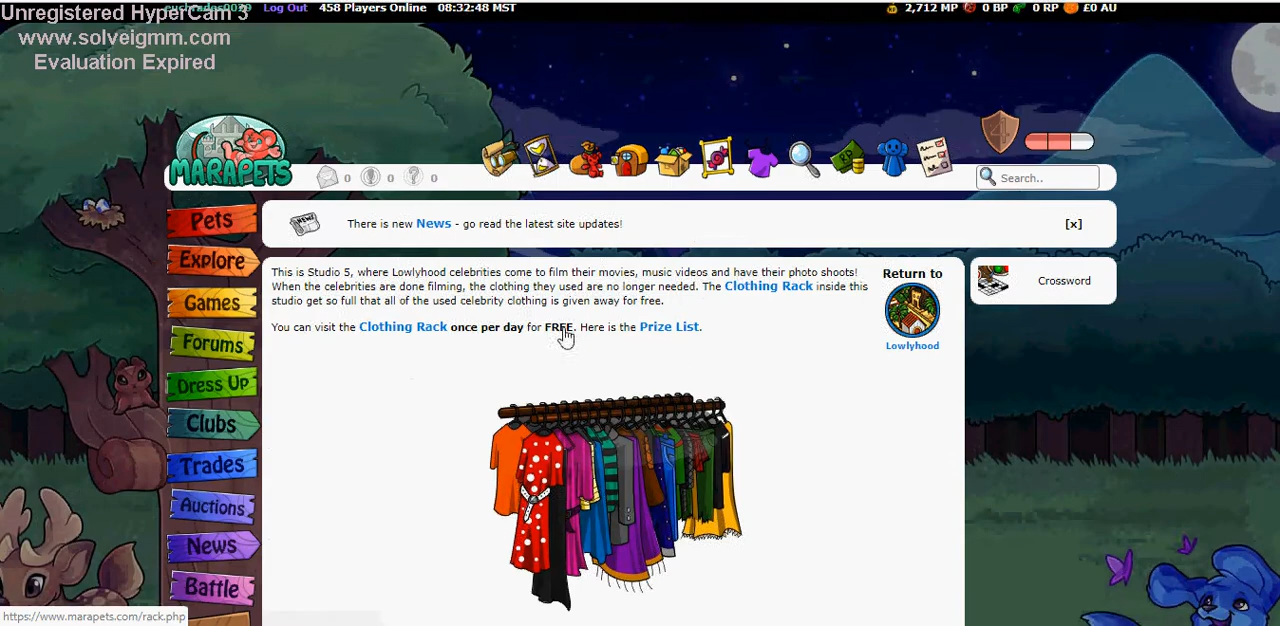 Unregistered HyperCam 3
www.solveigmm.com
Evaluation Expired
Log Out 458 Players Online 08:32:48 MST
2,712 MP 0 BP 0 RP £0 AU
MARAPETS
0 0 0
4
Search..
Pets
Explore
Games
Forums
Dress Up
Clubs
Trades
Auctions
News
Battle
NEWS
There is new News - go read the latest site updates!
[x]
This is Studio 5, where Lowlyhood celebrities come to film their movies, music videos and have their photo shoots!
When the celebrities are done filming, the clothing they used are no longer needed. The Clothing Rack inside this
studio get so full that all of the used celebrity clothing is given away for free.
You can visit the Clothing Rack once per day for FREE. Here is the Prize List.
Return to
Lowlyhood
Crossword
https://www.marapets.com/rack.php